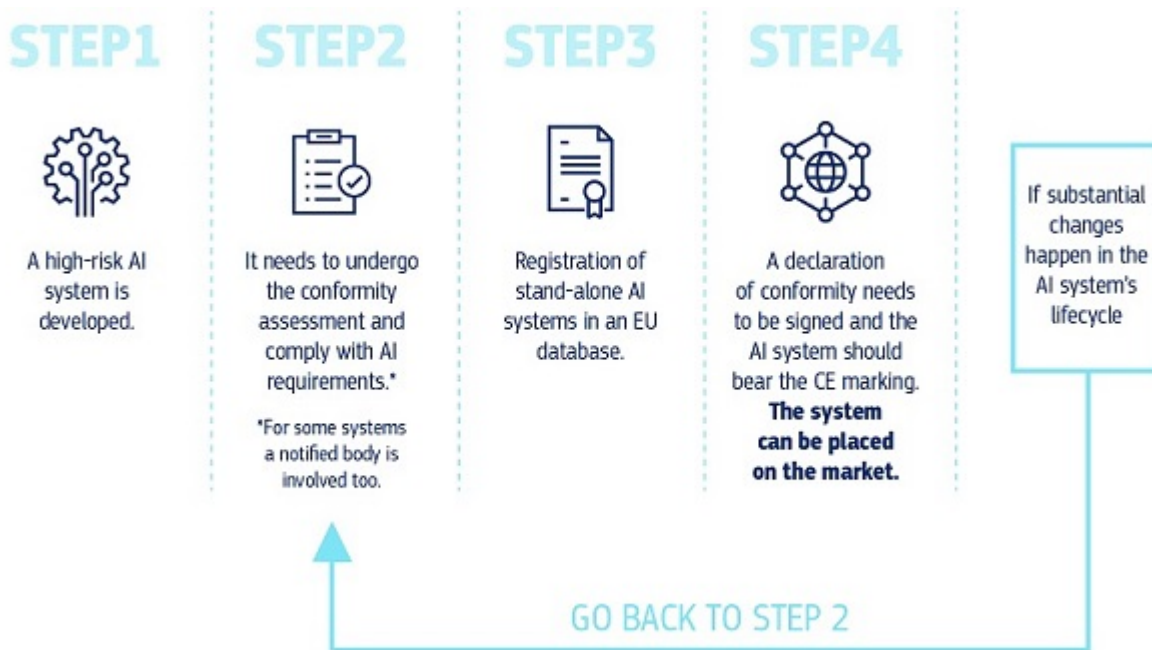 STEP1
A high-risk AI
system is
developed.
STEP2
It needs to undergo
the conformity
assessment and
comply with AI
requirements.*
*For some systems
a notified body is
involved too.
STEP3
Registration of
stand-alone AI
systems in an EU
database.
STEP4
A declaration
of conformity needs
to be signed and the
AI system should
bear the CE marking.
The system
can be placed
on the market.
If substantial
changes
happen in the
AI system's
lifecycle
GO BACK TO STEP 2